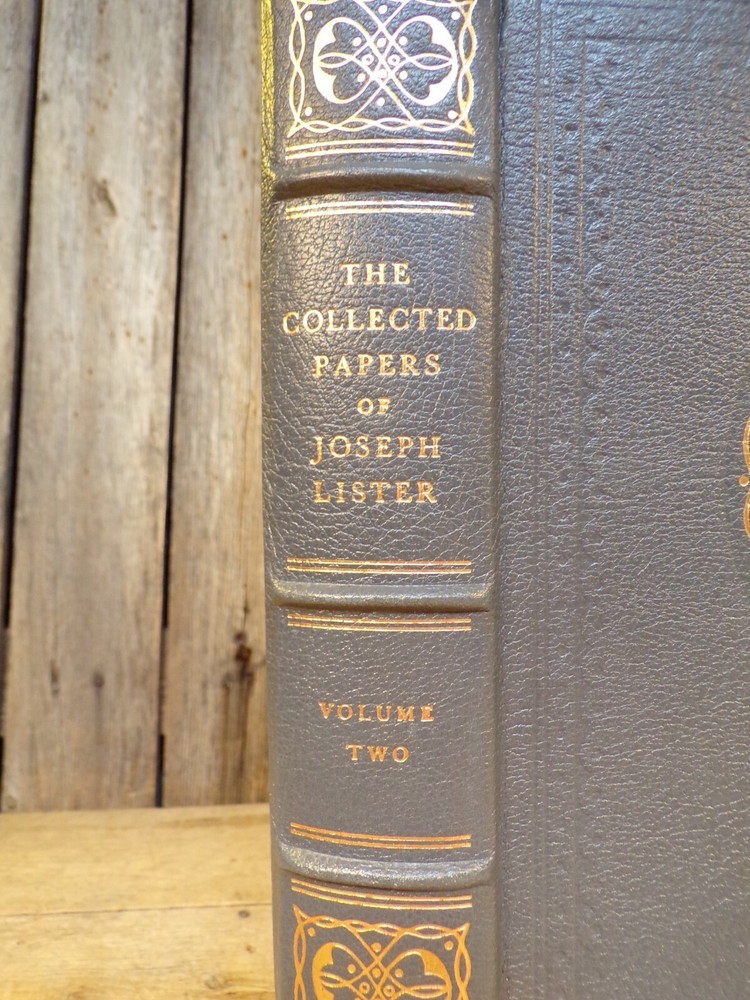 THE
COLLECTED
PAPERS
OF
JOSEPH
LISTER
VOLUME
TWO